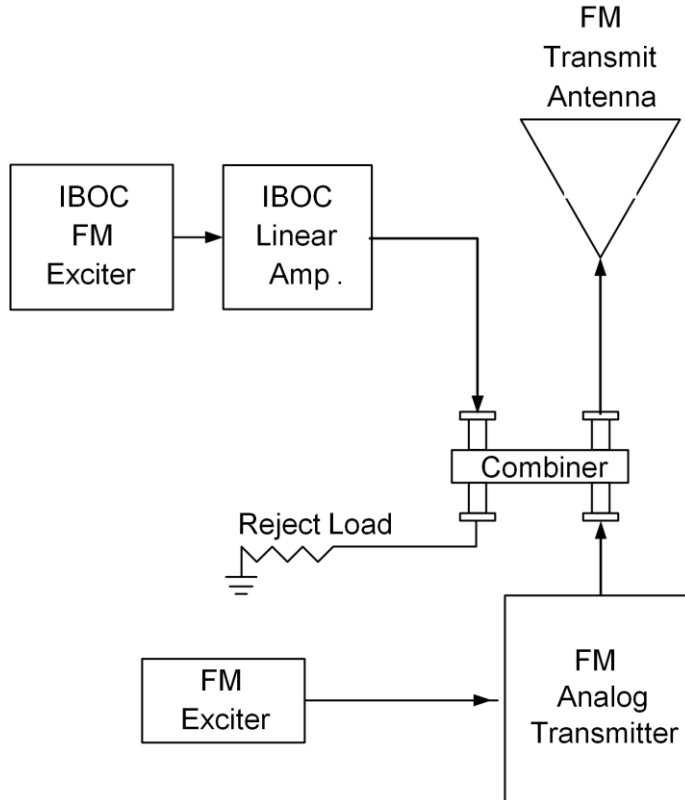 FM
Transmit
Antenna
IBOC
FM
Exciter
IBOC
Linear
Amp .
Combiner
Reject Load
FM
Exciter
FM
Analog
Transmitter